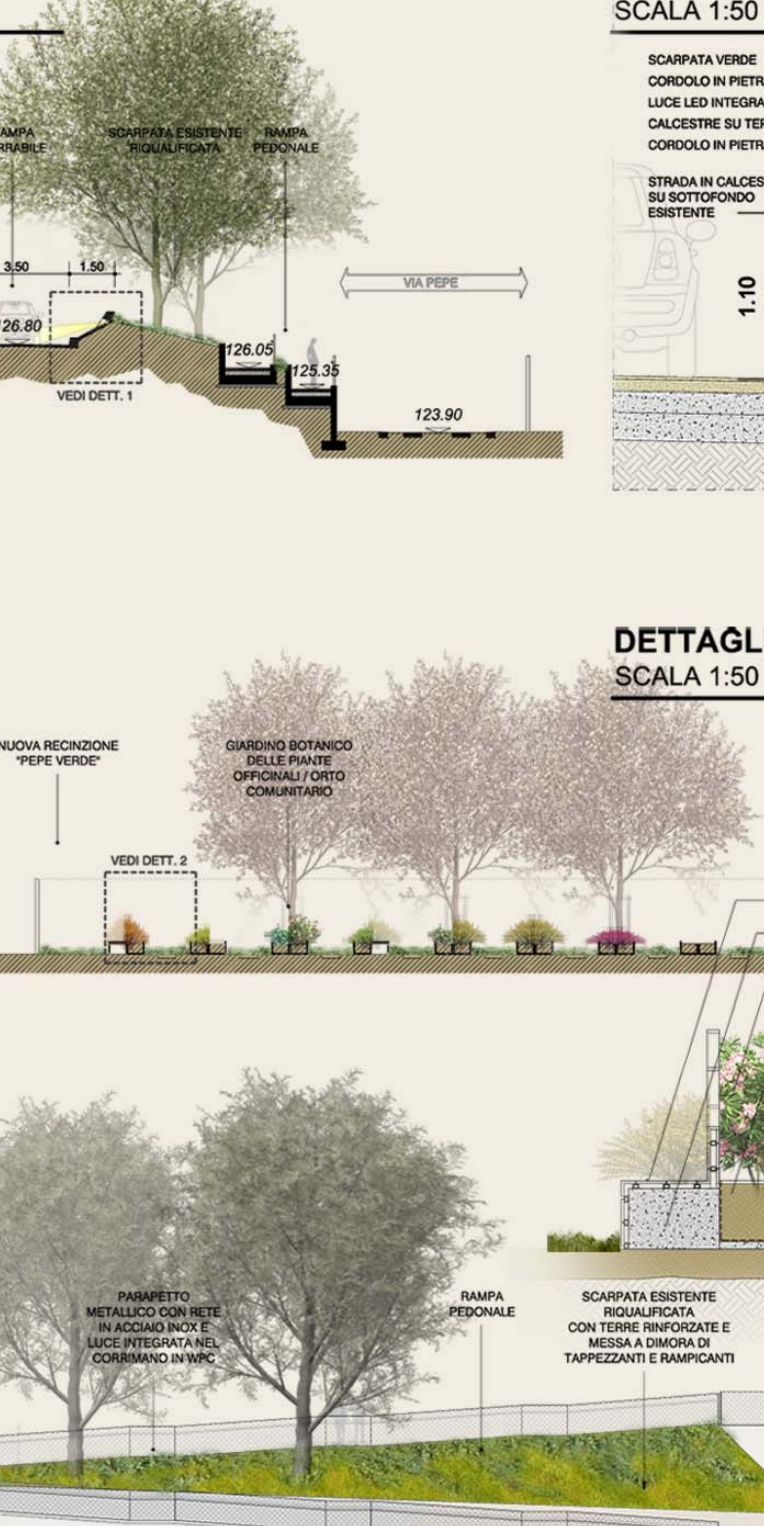 SCALA 1:50
SCARPATA VERDE
CORDOLO IN PIETR
LUCE LED INTEGRA
CALCESTRE SU TER
CORDOLO IN PIETR
STRADA IN CALCES
SU SOTTOFONDO
ESISTENTE
1.10
AMPA
RRABILE
SCARPATA ESISTENTE
RIQUALIFICATA
RAMPA
PEDONALE
3.50
1.50
VIA PEPE
126.80
126.05
125.35
123.90
VEDI DETT. 1
DETTAGLI
SCALA 1:50
NUOVA RECINZIONE
"PEPE VERDE"
GIARDINO BOTANICO
DELLE PIANTE
OFFICINALI / ORTO
COMUNITARIO
VEDI DETT. 2
PARAPETTO
METALLICO CON RETE
IN ACCIAIO INOX E
LUCE INTEGRATA NEL
CORRIMANO IN WPC
RAMPA
PEDONALE
SCARPATA ESISTENTE
RIQUALIFICATA
CON TERRE RINFORZATE E
MESSA A DIMORA DI
TAPPEZZANTI E RAMPICANTI